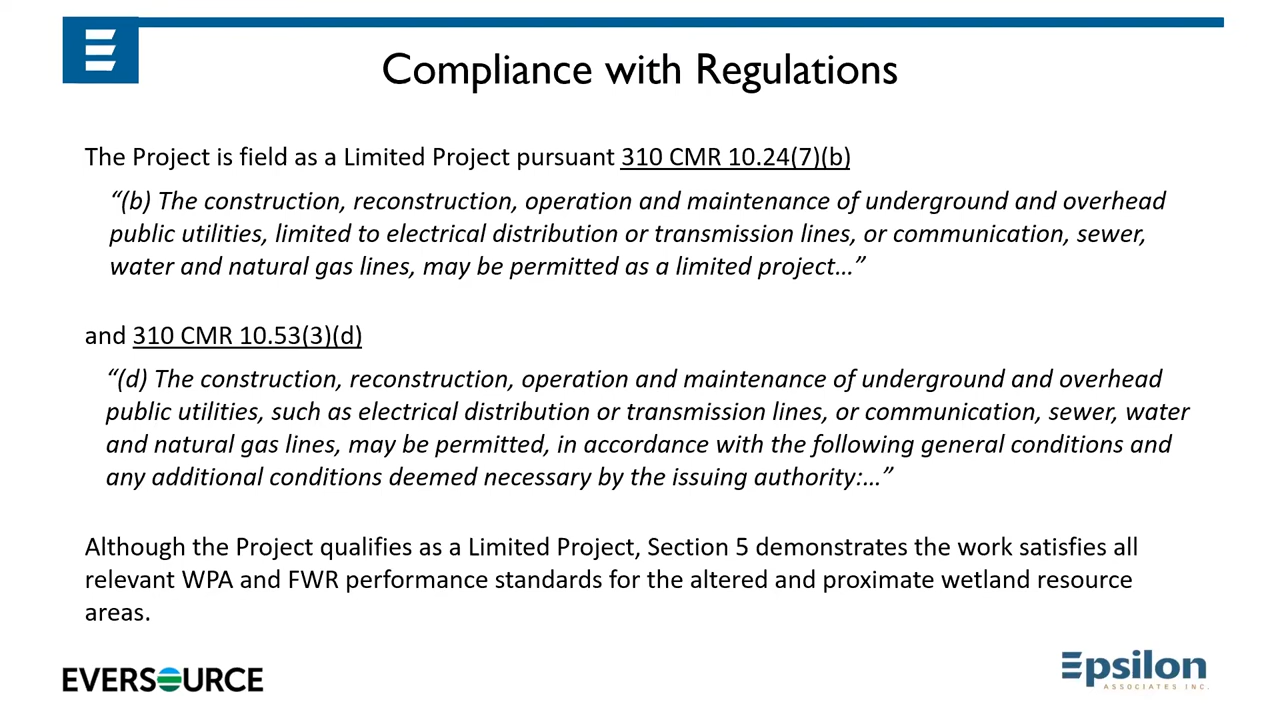 Compliance with Regulations
The Project is field as a Limited Project pursuant 310 CMR 10.24(7)(b)
“(b) The construction, reconstruction, operation and maintenance of underground and overhead
public utilities, limited to electrical distribution or transmission lines, or communication, sewer,
water and natural gas lines, may be permitted as a limited project…”
and 310 CMR 10.53(3)(d)
“(d) The construction, reconstruction, operation and maintenance of underground and overhead
public utilities, such as electrical distribution or transmission lines, or communication, sewer, water
and natural gas lines, may be permitted, in accordance with the following general conditions and
any additional conditions deemed necessary by the issuing authority:…”
Although the Project qualifies as a Limited Project, Section 5 demonstrates the work satisfies all
relevant WPA and FWR performance standards for the altered and proximate wetland resource
areas.
EVERSOURCE
Epsilon
ASSOCIATES INC.